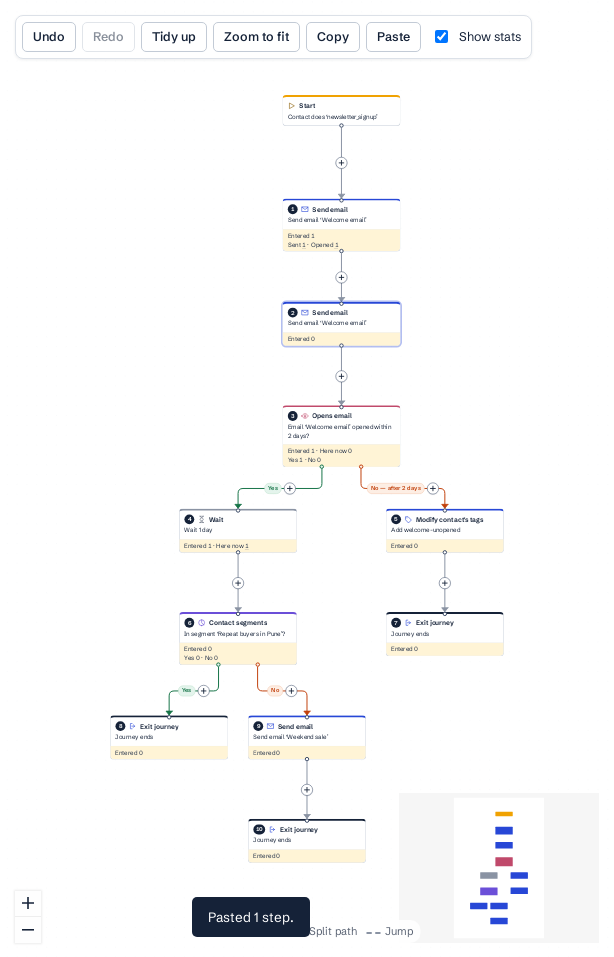 Undo Redo Tidy up Zoom to fit Copy Paste Show stats
Start
Contact does 'newsletter_signup'
1 Send email
Send email 'Welcome email'
Entered 1
Sent 1 · Opened 1
2 Send email
Send email 'Welcome email'
Entered 0
3 Opens email
Email 'Welcome email' opened within
2 days?
Entered 1 · Here now 0
Yes 1 · No 0
Yes
No — after 2 days
4 Wait
Wait 1 day
Entered 1 · Here now 1
5 Modify contact's tags
Add welcome-unopened
Entered 0
6 Contact segments
In segment 'Repeat buyers in Pune'?
Entered 0
Yes 0 · No 0
7 Exit journey
Journey ends
Entered 0
Yes
No
8 Exit journey
Journey ends
Entered 0
9 Send email
Send email 'Weekend sale'
Entered 0
10 Exit journey
Journey ends
Entered 0
Pasted 1 step.
Split path Jump